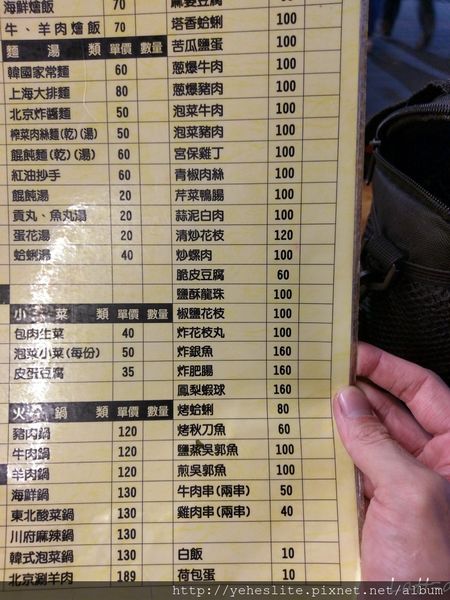 海鮮燴飯 70
牛、羊肉燴飯 70
麵 湯 類 單價 數量
韓國家常麵 60
上海大排麵 80
北京炸醬麵 50
榨菜肉絲麵(乾)(湯) 50
餛飩麵(乾)(湯) 60
紅油抄手 60
餛飩湯 20
貢丸、魚丸湯 20
蛋花湯 20
蛤蜊湯 40
小 菜 類 單價 數量
包肉生菜 40
泡菜小菜(每份) 50
皮蛋豆腐 35
火 鍋 類 單價 數量
豬肉鍋 120
牛肉鍋 120
羊肉鍋 120
海鮮鍋 130
東北酸菜鍋 130
川府麻辣鍋 130
韓式泡菜鍋 130
北京涮羊肉 189
麻婆豆腐
塔香蛤蜊 100
苦瓜鹽蛋 100
蔥爆牛肉 100
蔥爆豬肉 100
泡菜牛肉 100
泡菜豬肉 100
宮保雞丁 100
青椒肉絲 100
芹菜鴨腸 100
蒜泥白肉 100
清炒花枝 120
炒螺肉 100
脆皮豆腐 60
鹽酥龍珠 100
椒鹽花枝 100
炸花枝丸 100
炸銀魚 160
炸肥腸 160
鳳梨蝦球 160
烤蛤蜊 80
烤秋刀魚 60
鹽蒸吳郭魚 100
煎吳郭魚 100
牛肉串(兩串) 50
雞肉串(兩串) 40
白飯 10
荷包蛋 10
http://yeheslite.pixnet.net/album